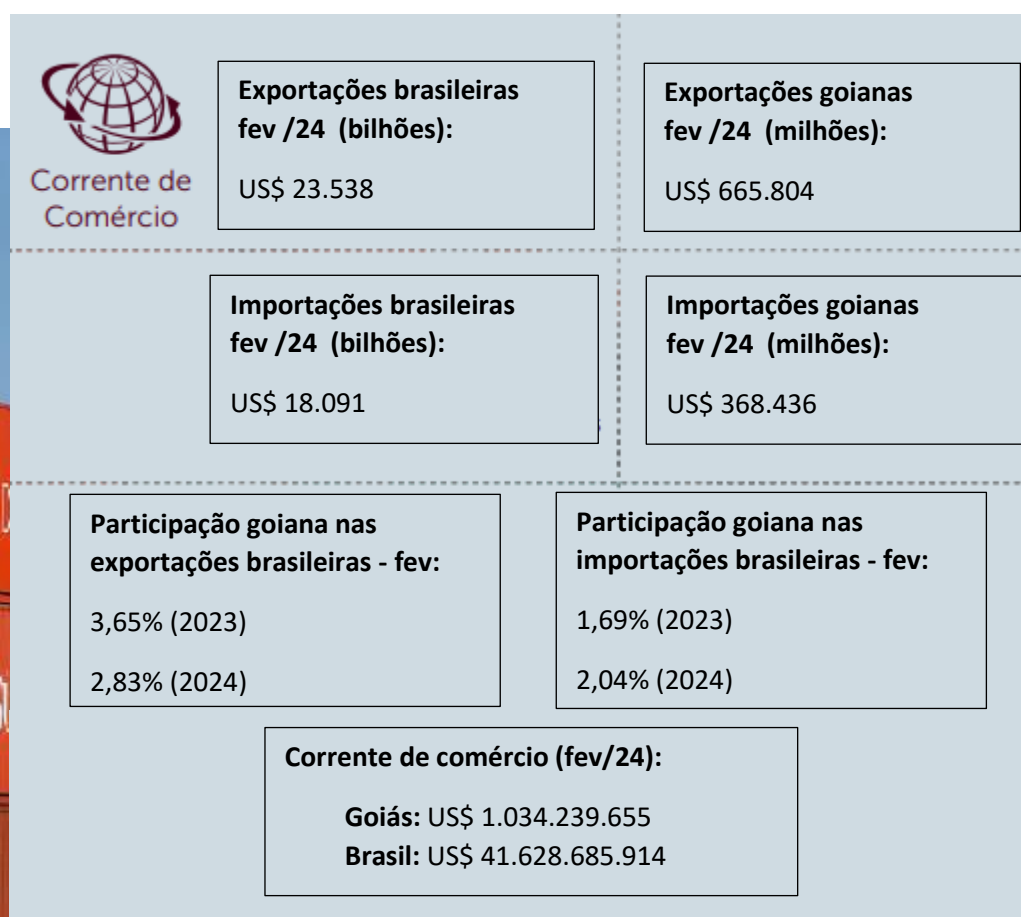 Corrente de
Comércio
Exportações brasileiras
fev /24 (bilhões):
US$ 23.538
Exportações goianas
fev /24 (milhões):
US$ 665.804
Importações brasileiras
fev /24 (bilhões):
US$ 18.091
Importações goianas
fev /24 (milhões):
US$ 368.436
Participação goiana nas
exportações brasileiras - fev:
3,65% (2023)
2,83% (2024)
Participação goiana nas
importações brasileiras - fev:
1,69% (2023)
2,04% (2024)
Corrente de comércio (fev/24):
Goiás: US$ 1.034.239.655
Brasil: US$ 41.628.685.914